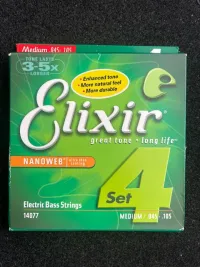 Medium .045-.105
TONE LASTS
3-5x
LONGER
• Enhanced tone
• More natural feel
• More durable
e
Elixir
great tone • long life
NANOWEB
Set
4
Electric Bass Strings
14077
MEDIUM / .045 - .105